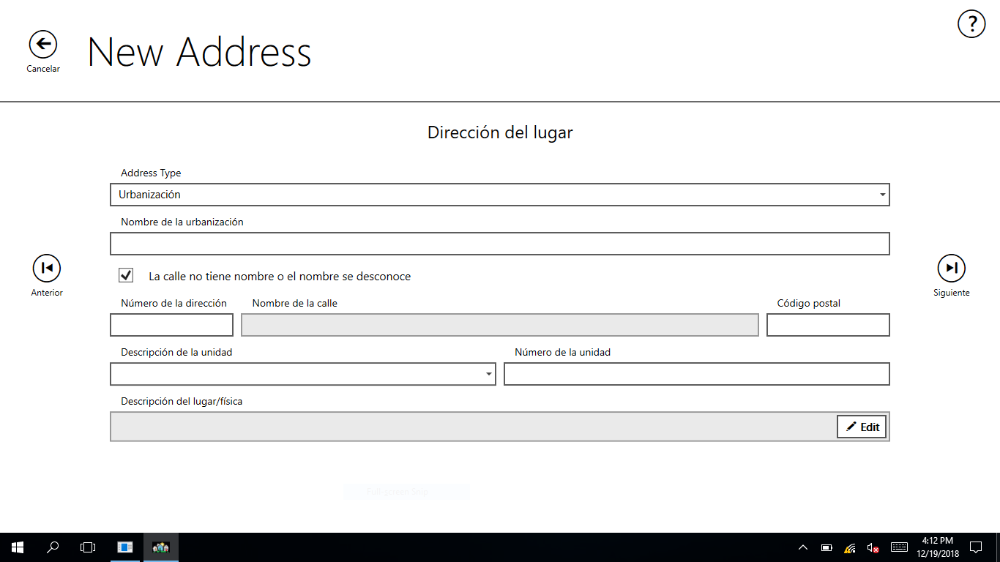 ?
New Address
Cancelar
Dirección del lugar
Address Type
Urbanización
Nombre de la urbanización
La calle no tiene nombre o el nombre se desconoce
Anterior
Siguiente
Número de la dirección Nombre de la calle Código postal
Descripción de la unidad Número de la unidad
Descripción del lugar/física
Edit
Full-screen Snip
4:12 PM
12/19/2018